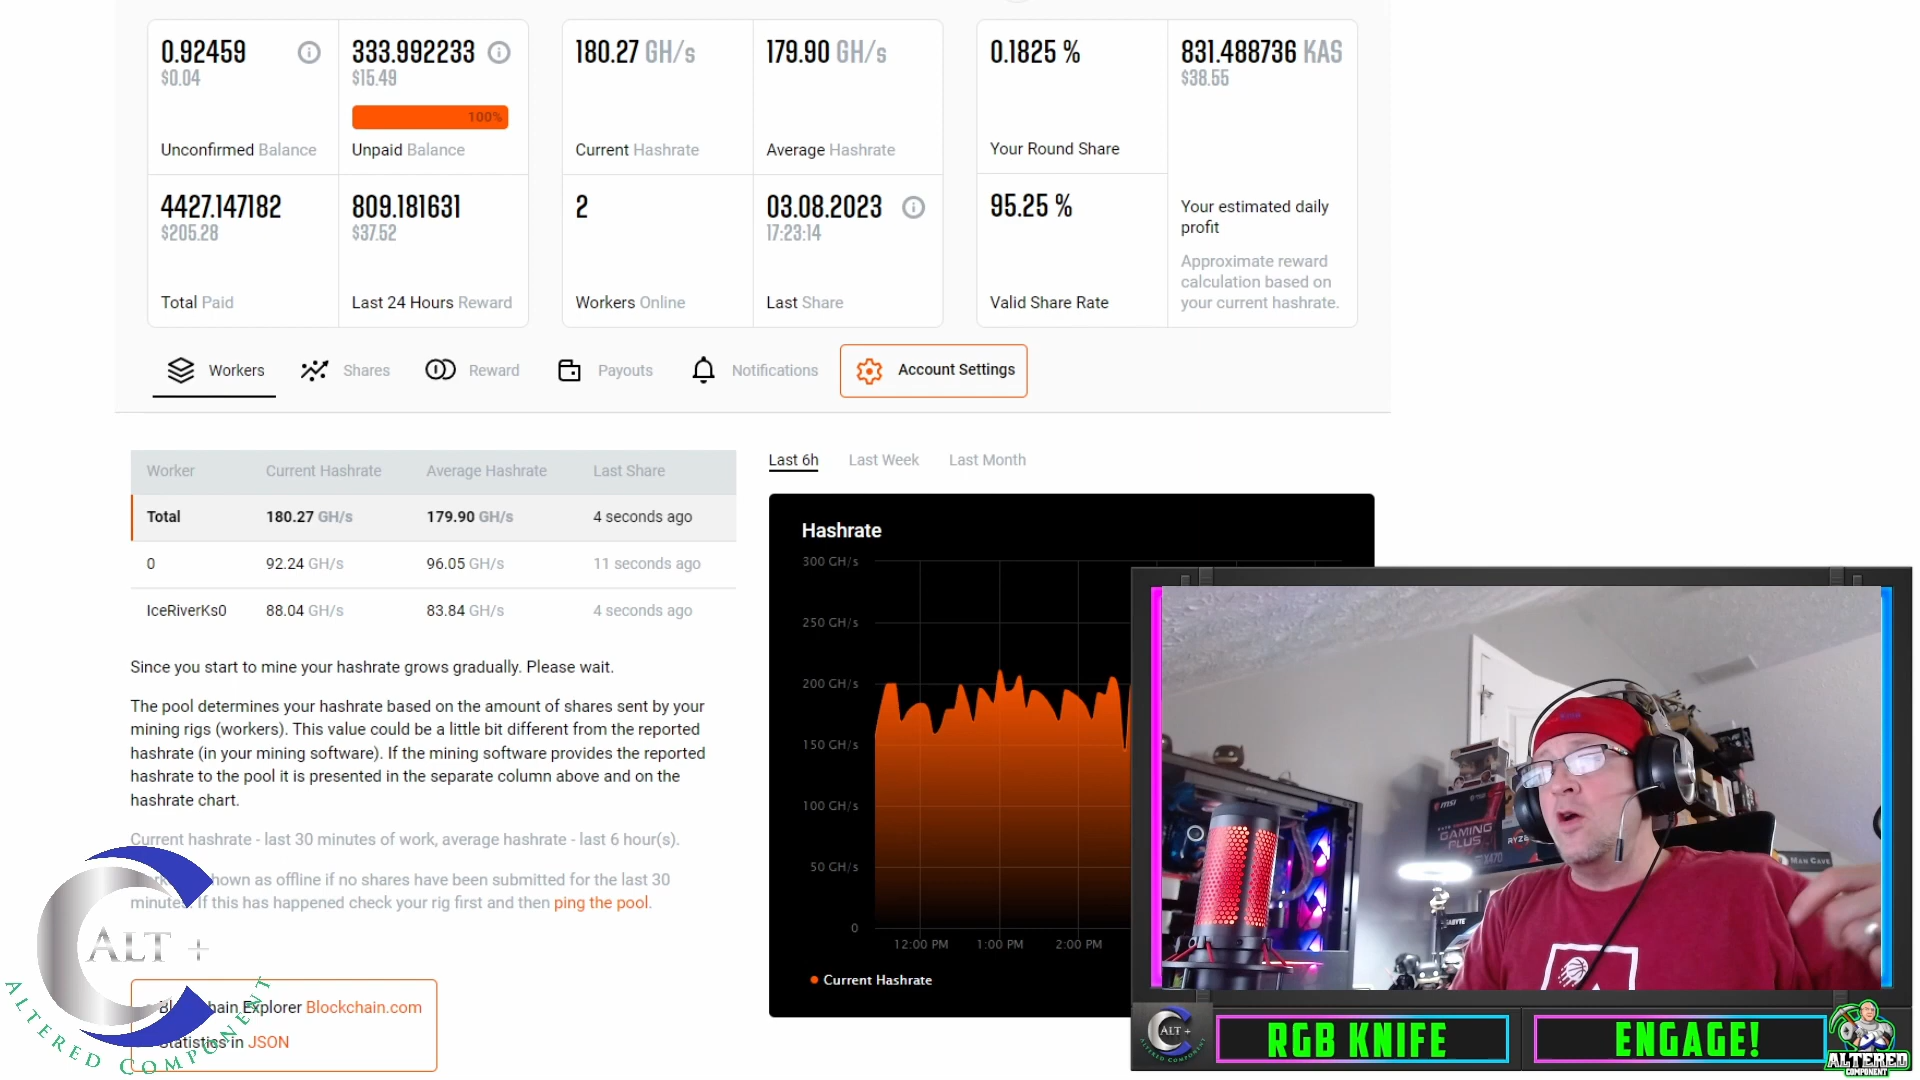 0.92459
$0.04
Unconfirmed Balance
333.992233
$15.49
100%
Unpaid Balance
4427.147182
$205.28
Total Paid
809.181631
$37.52
Last 24 Hours Reward
180.27 GH/s
Current Hashrate
179.90 GH/s
Average Hashrate
2
Workers Online
03.08.2023
17:23:14
Last Share
0.1825 %
Your Round Share
95.25 %
Valid Share Rate
831.488736 KAS
$38.55
Your estimated daily
profit
Approximate reward
calculation based on
your current hashrate.
Workers
Shares
Reward
Payouts
Notifications
Account Settings
Worker Current Hashrate Average Hashrate Last Share
Total 180.27 GH/s 179.90 GH/s 4 seconds ago
0 92.24 GH/s 96.05 GH/s 11 seconds ago
IceRiverKs0 88.04 GH/s 83.84 GH/s 4 seconds ago
Since you start to mine your hashrate grows gradually. Please wait.
The pool determines your hashrate based on the amount of shares sent by your
mining rigs (workers). This value could be a little bit different from the reported
hashrate (in your mining software). If the mining software provides the reported
hashrate to the pool it is presented in the separate column above and on the
hashrate chart.
Current hashrate - last 30 minutes of work, average hashrate - last 6 hour(s).
hown as offline if no shares have been submitted for the last 30
minutes. If this has happened check your rig first and then ping the pool.
Explorer Blockchain.com
Statistics in JSON
Last 6h
Last Week
Last Month
Hashrate
300 GH/s
250 GH/s
200 GH/s
150 GH/s
100 GH/s
50 GH/s
0
12:00 PM
1:00 PM
2:00 PM
Current Hashrate
ALT +
ALTERED COMPONENT
msi
GAMING
PLUS
X470
RYZE
MAN CAVE
ALT +
RGB KNIFE
ENGAGE!
ALTERED
COMPONENT